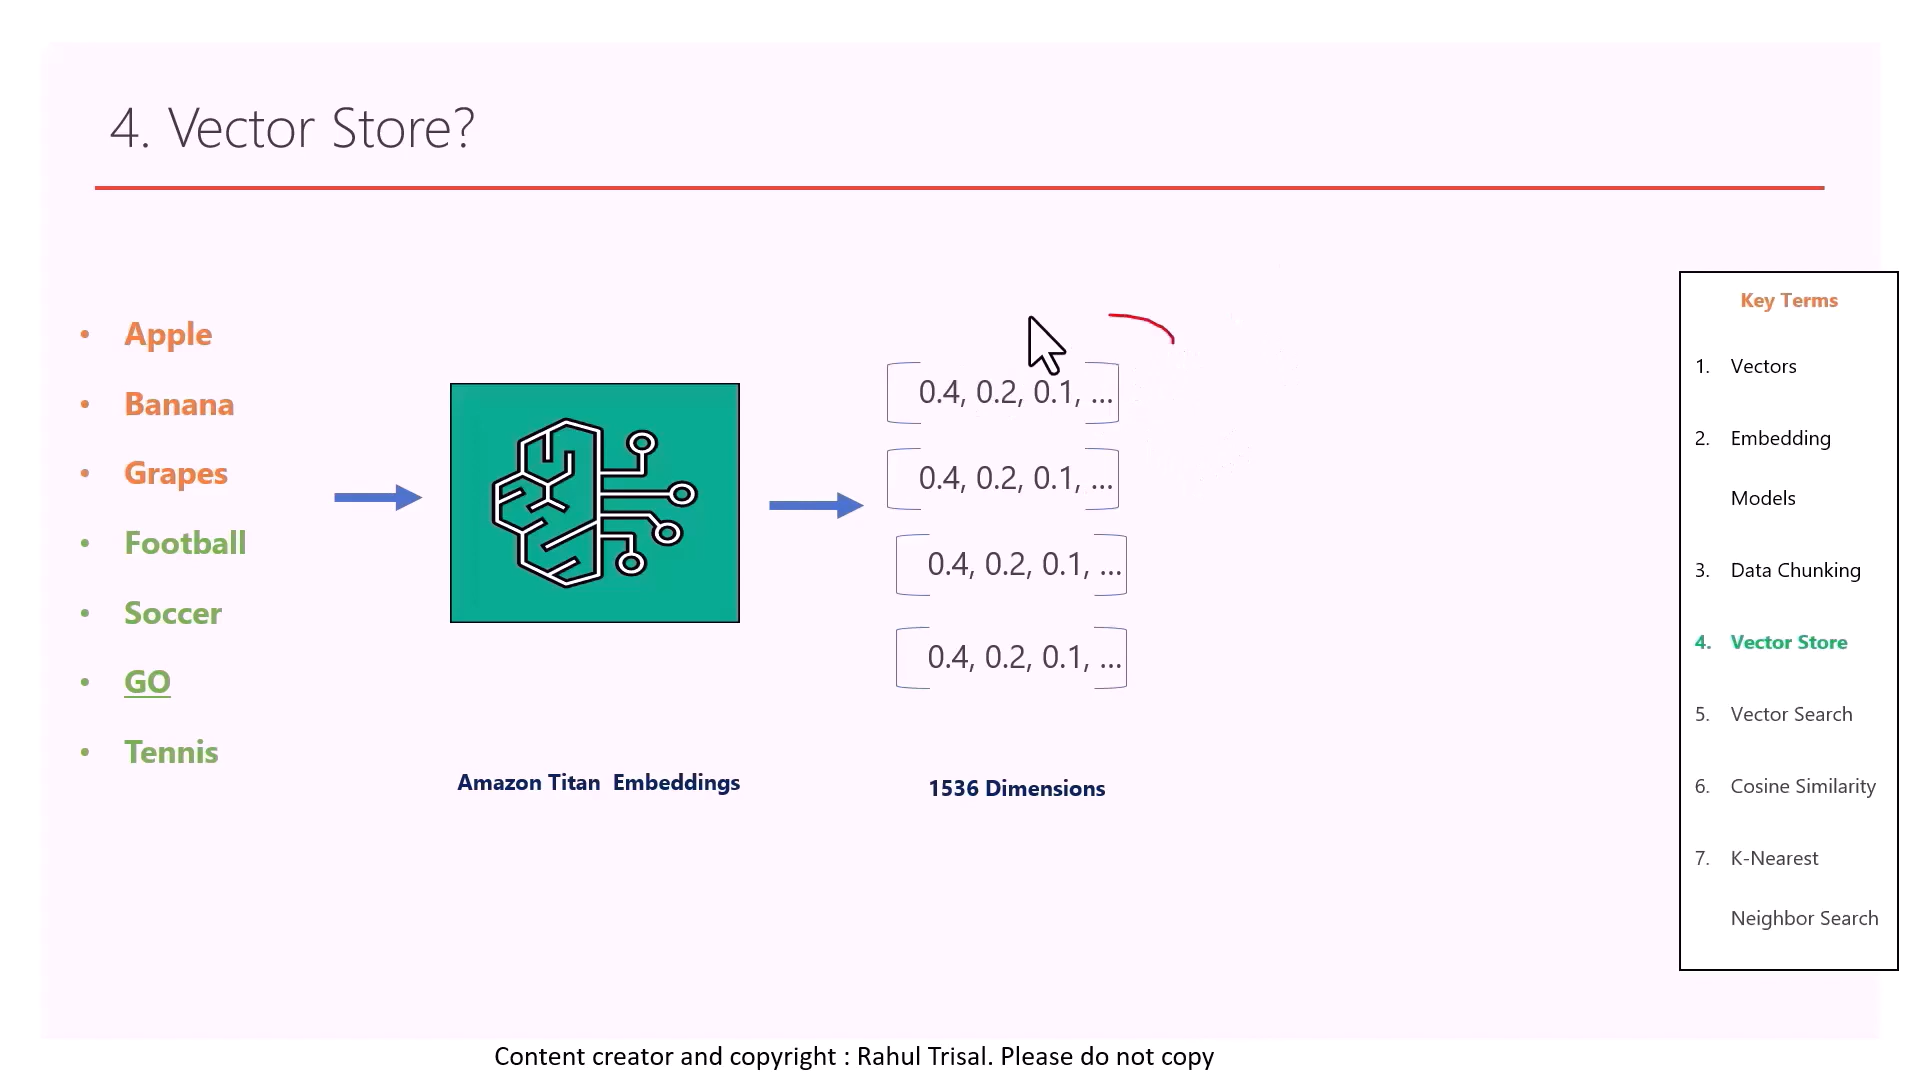 4. Vector Store?
• Apple
• Banana
• Grapes
• Football
• Soccer
• GO
• Tennis
Amazon Titan Embeddings
0.4, 0.2, 0.1, ...
0.4, 0.2, 0.1, ...
0.4, 0.2, 0.1, ...
0.4, 0.2, 0.1, ...
1536 Dimensions
Key Terms
1. Vectors
2. Embedding
Models
3. Data Chunking
4. Vector Store
5. Vector Search
6. Cosine Similarity
7. K-Nearest
Neighbor Search
Content creator and copyright : Rahul Trisal. Please do not copy